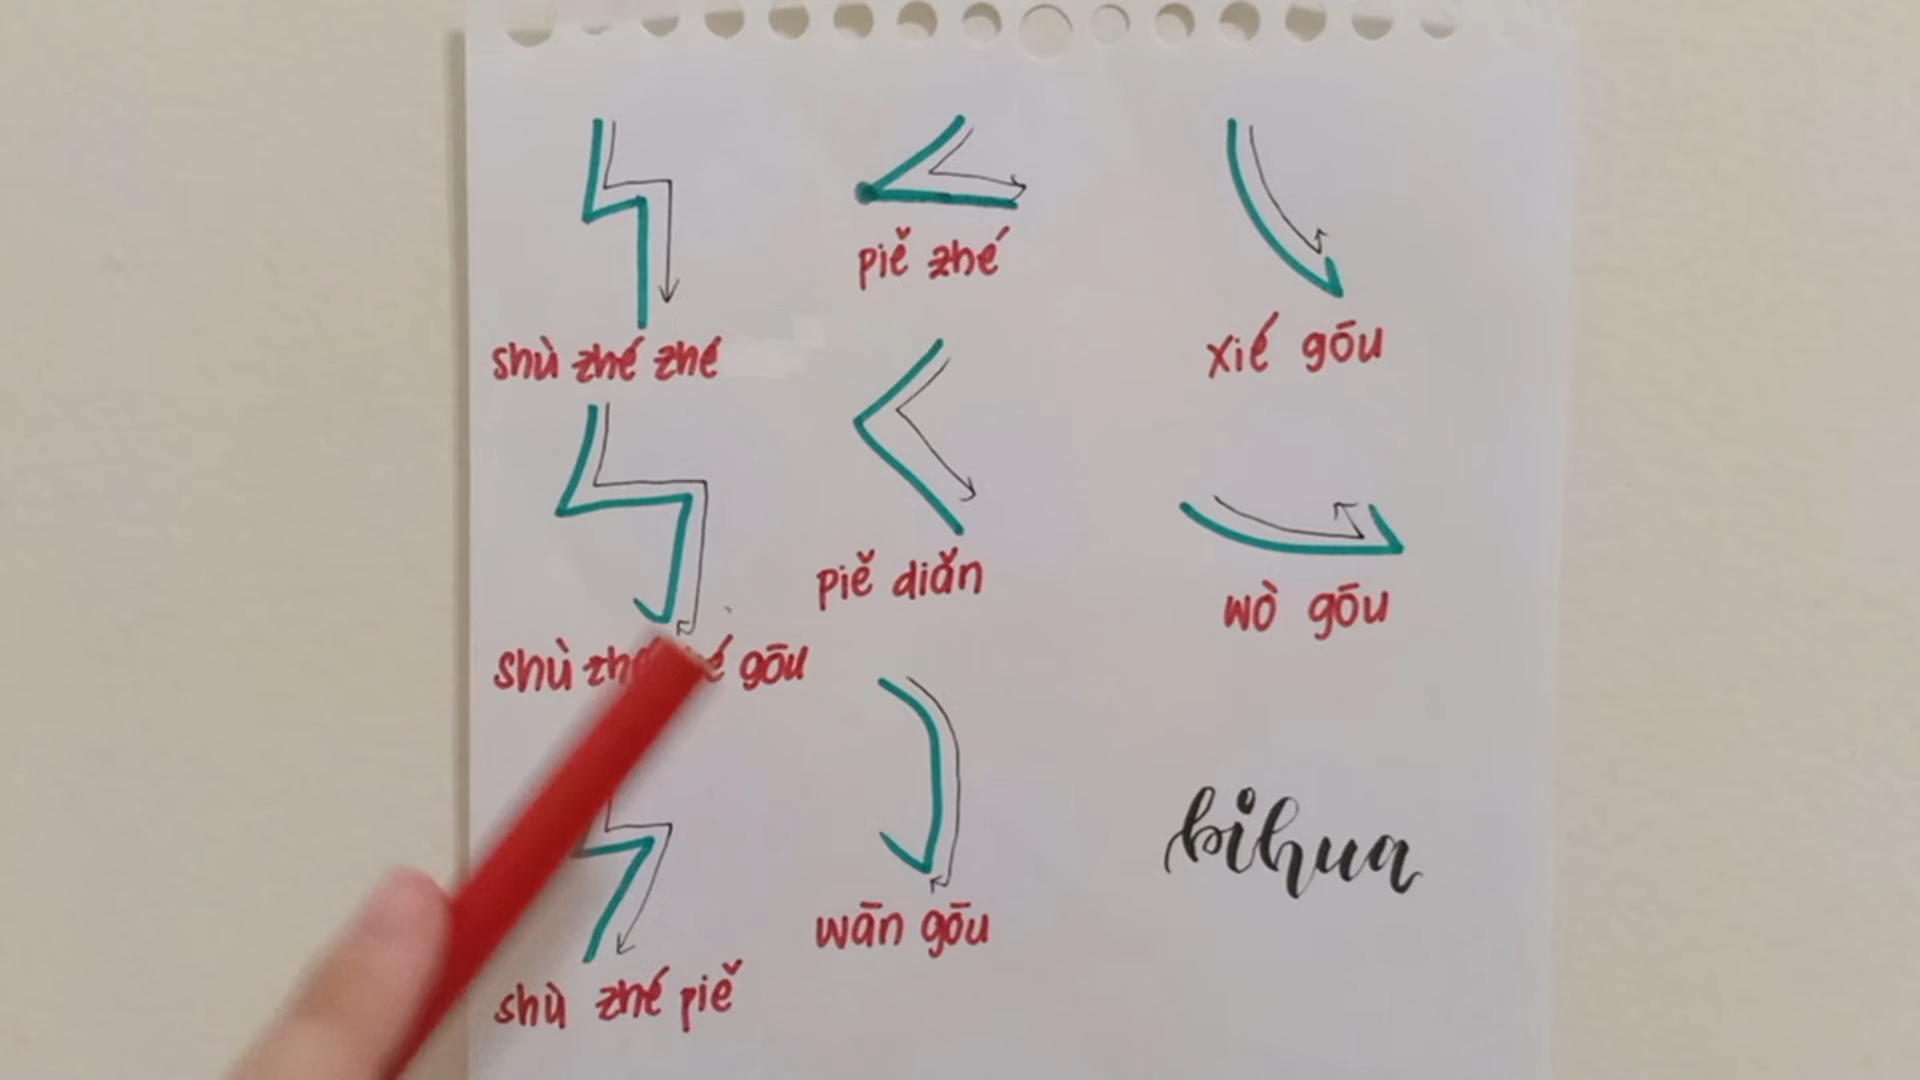 shù zhé zhé
shù gōu
shù zhé piě
piě zhé
piě diǎn
wān gōu
xié gōu
wò gōu
bihua